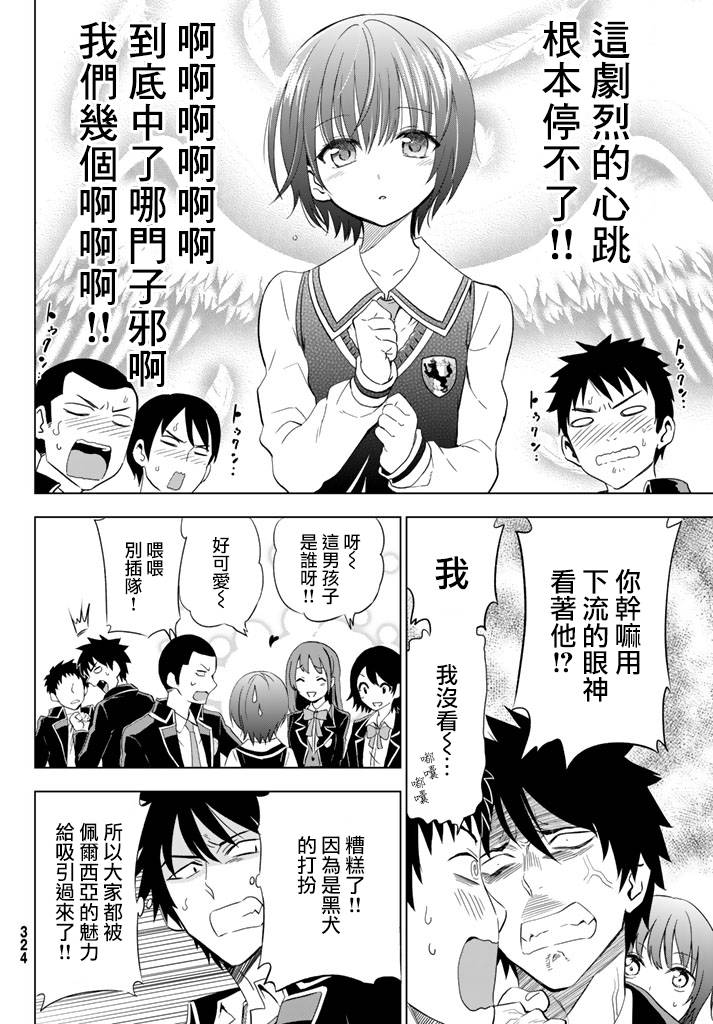 這劇烈的心跳
根本停不了!!
啊啊啊啊啊啊
到底中了哪門子邪啊
我們幾個啊啊啊!!
トゥクン…
トゥクン…
トゥクン…
你幹嘛用
下流的眼神
看著他!?
我
我沒看~…
嘟囔
嘟囔
呀~
這男孩子
是誰呀!!
好可愛~
喂喂
別插隊!
糟糕了!!
因為是黑犬
的打扮
所以大家都被
佩爾西亞的魅力
給吸引過來了!!
324